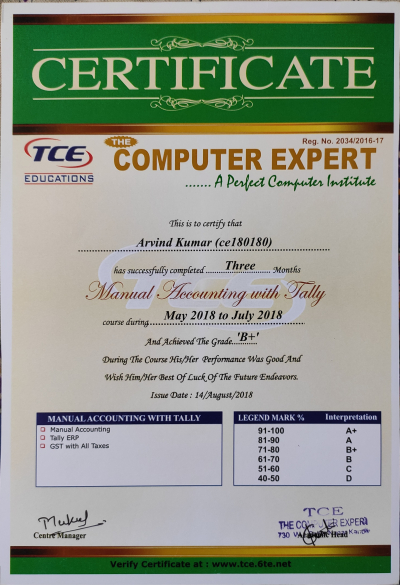 CERTIFICATE
Reg. No. 2034/2016-17
TCE
EDUCATIONS
THE
COMPUTER EXPERT
....... A Perfect Computer Institute
This is to certify that
Arvind Kumar (ce180180)
has successfully completed Three Months
Manual Accounting with Tally
course during May 2018 to July 2018
And Achieved The Grade 'B+'
During The Course His/Her Performance Was Good And
Wish Him/Her Best Of Luck Of The Future Endeavors.
Issue Date : 14/August/2018
MANUAL ACCOUNTING WITH TALLY
Manual Accounting
Tally ERP
GST with All Taxes
LEGEND MARK % Interpretation
91-100 A+
81-90 A
71-80 B+
61-70 B
51-60 C
40-50 D
Centre Manager
TCE
THE COMPUTER EXPERT
730
Head
Verify Certificate at : www.tce.6te.net